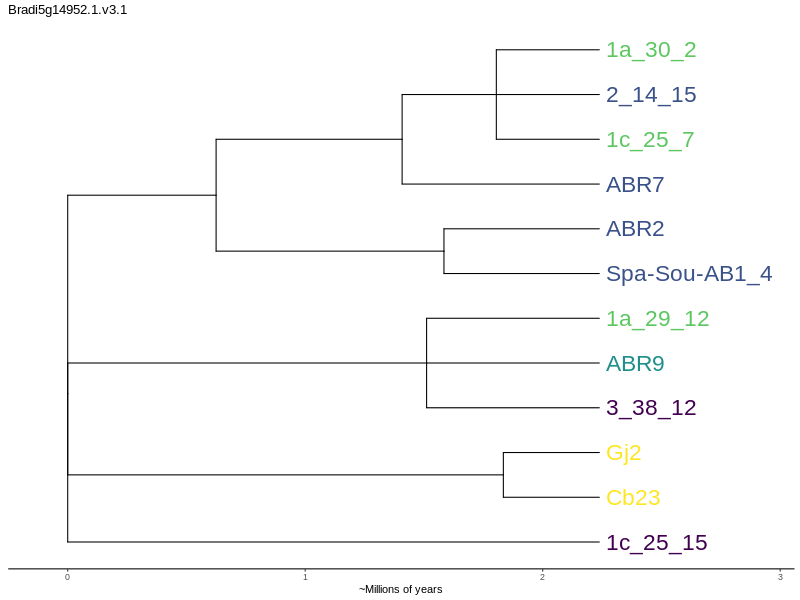 Bradi5g14952.1.v3.1
1a_30_2
2_14_15
1c_25_7
ABR7
ABR2
Spa-Sou-AB1_4
1a_29_12
ABR9
3_38_12
Gj2
Cb23
1c_25_15
0 1 2 3
~Millions of years